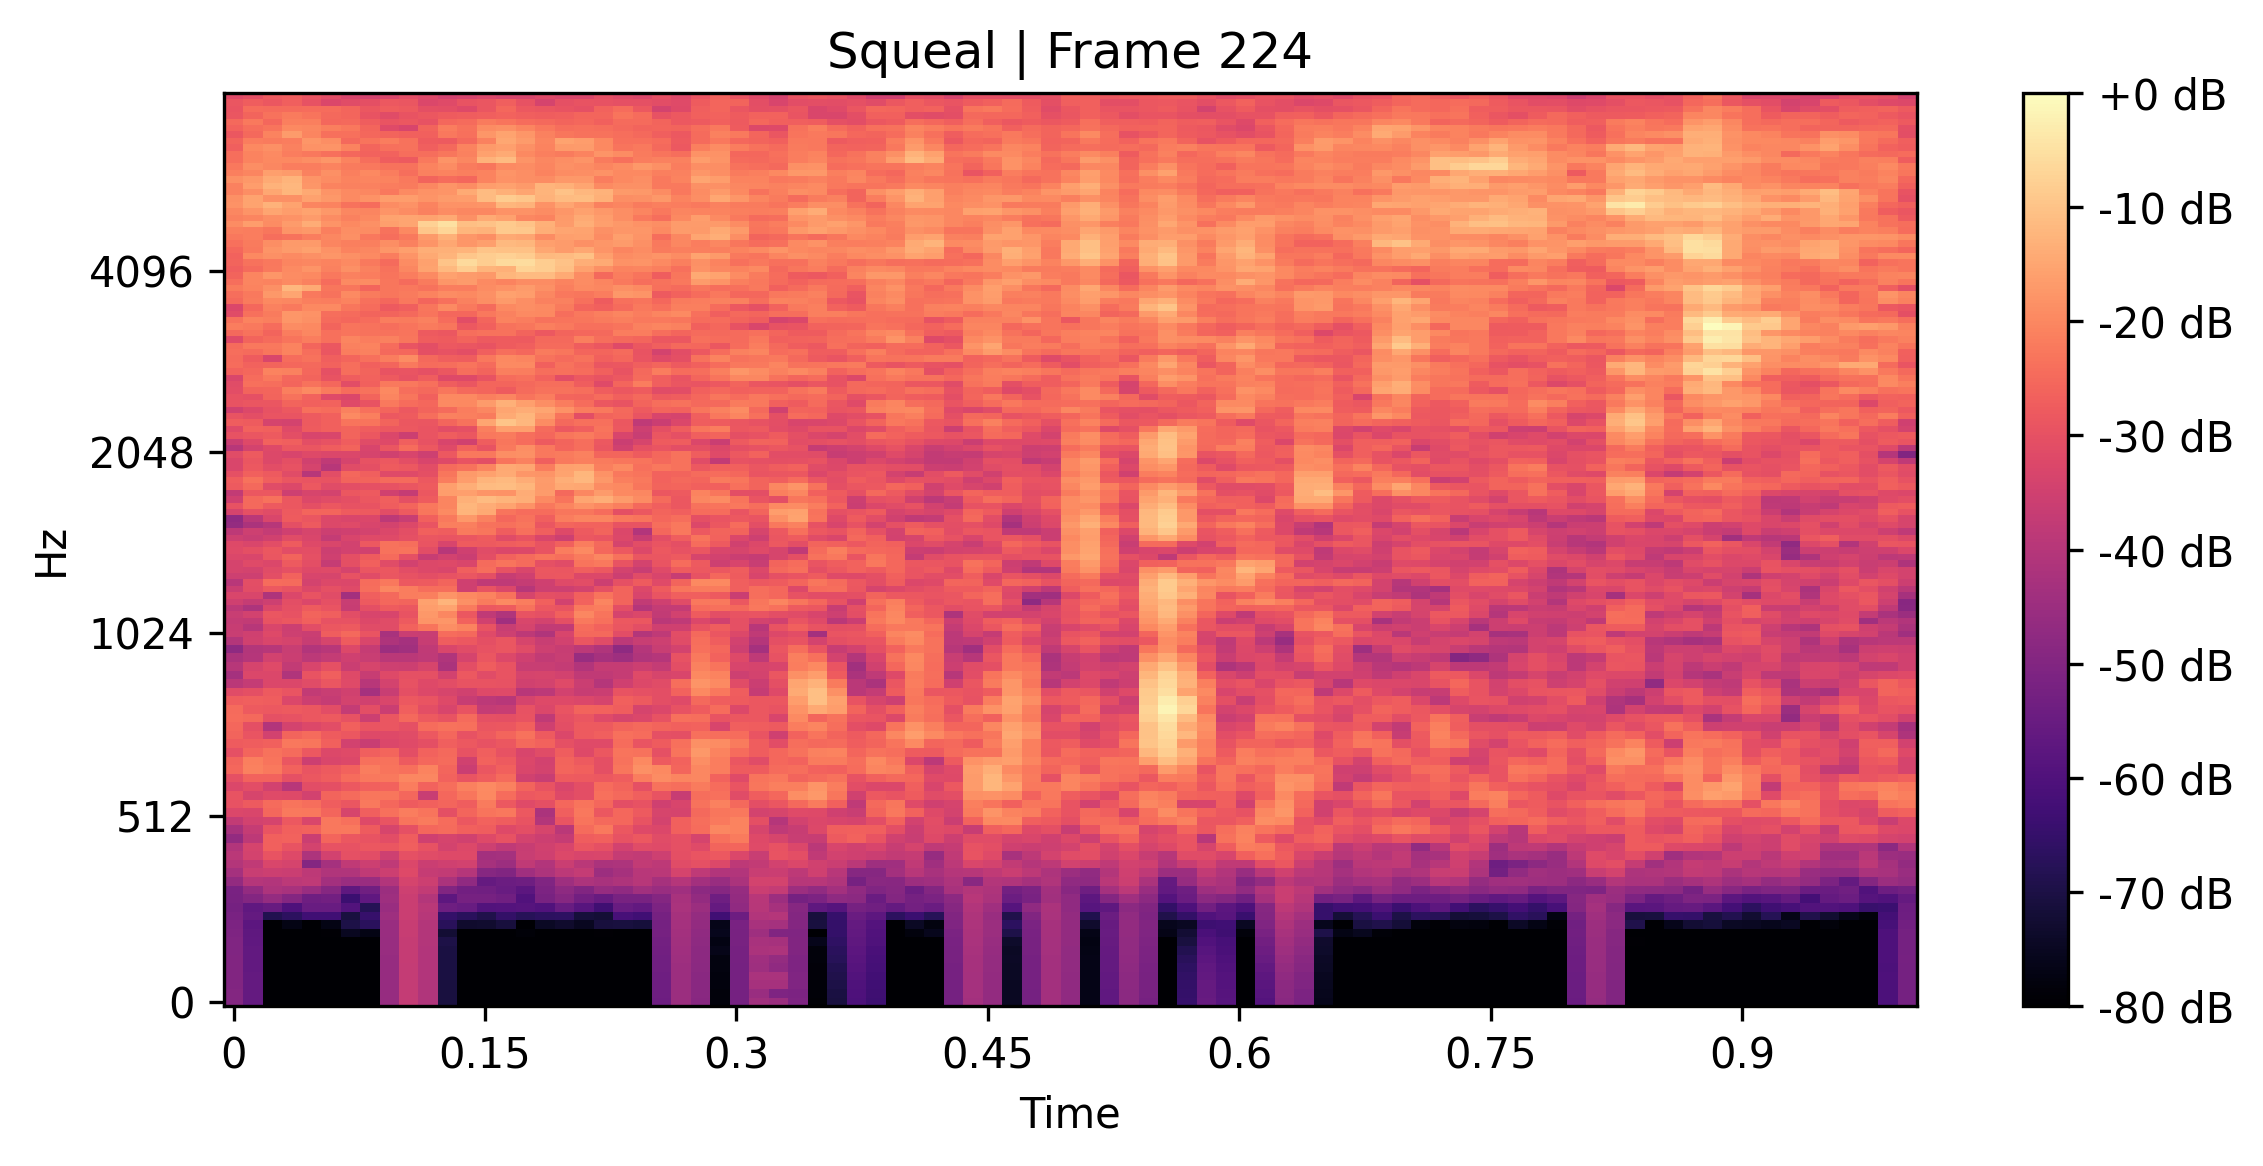 Squeal | Frame 224
Hz
4096
2048
1024
512
0
0 0.15 0.3 0.45 0.6 0.75 0.9
Time
+0 dB
-10 dB
-20 dB
-30 dB
-40 dB
-50 dB
-60 dB
-70 dB
-80 dB